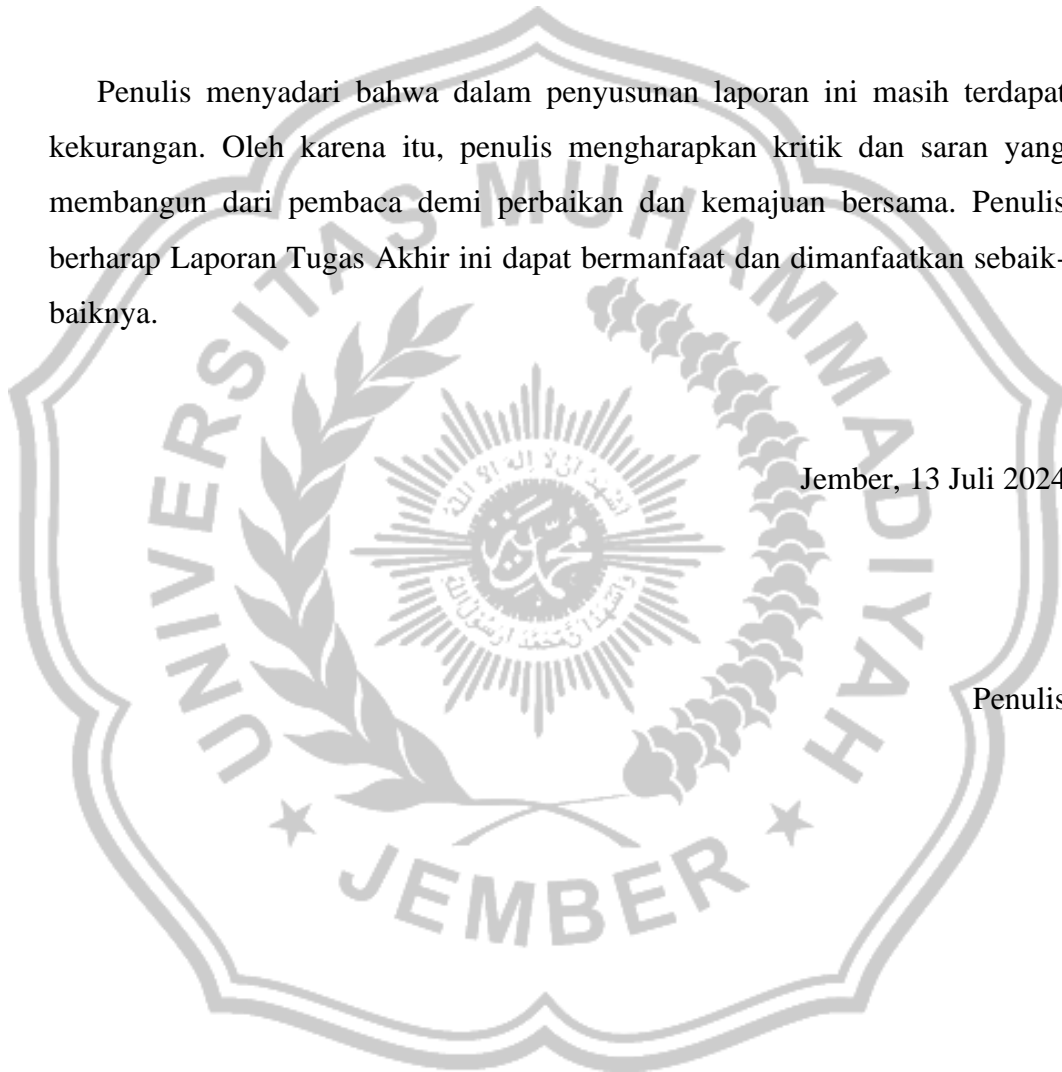 Penulis menyadari bahwa dalam penyusunan laporan ini masih terdapat
kekurangan. Oleh karena itu, penulis mengharapkan kritik dan saran yang
membangun dari pembaca demi perbaikan dan kemajuan bersama. Penulis
berharap Laporan Tugas Akhir ini dapat bermanfaat dan dimanfaatkan sebaik-
baiknya.
Jember, 13 Juli 2024
Penulis
UNIVERSITAS MUHAMMADIYAH
JEMBER